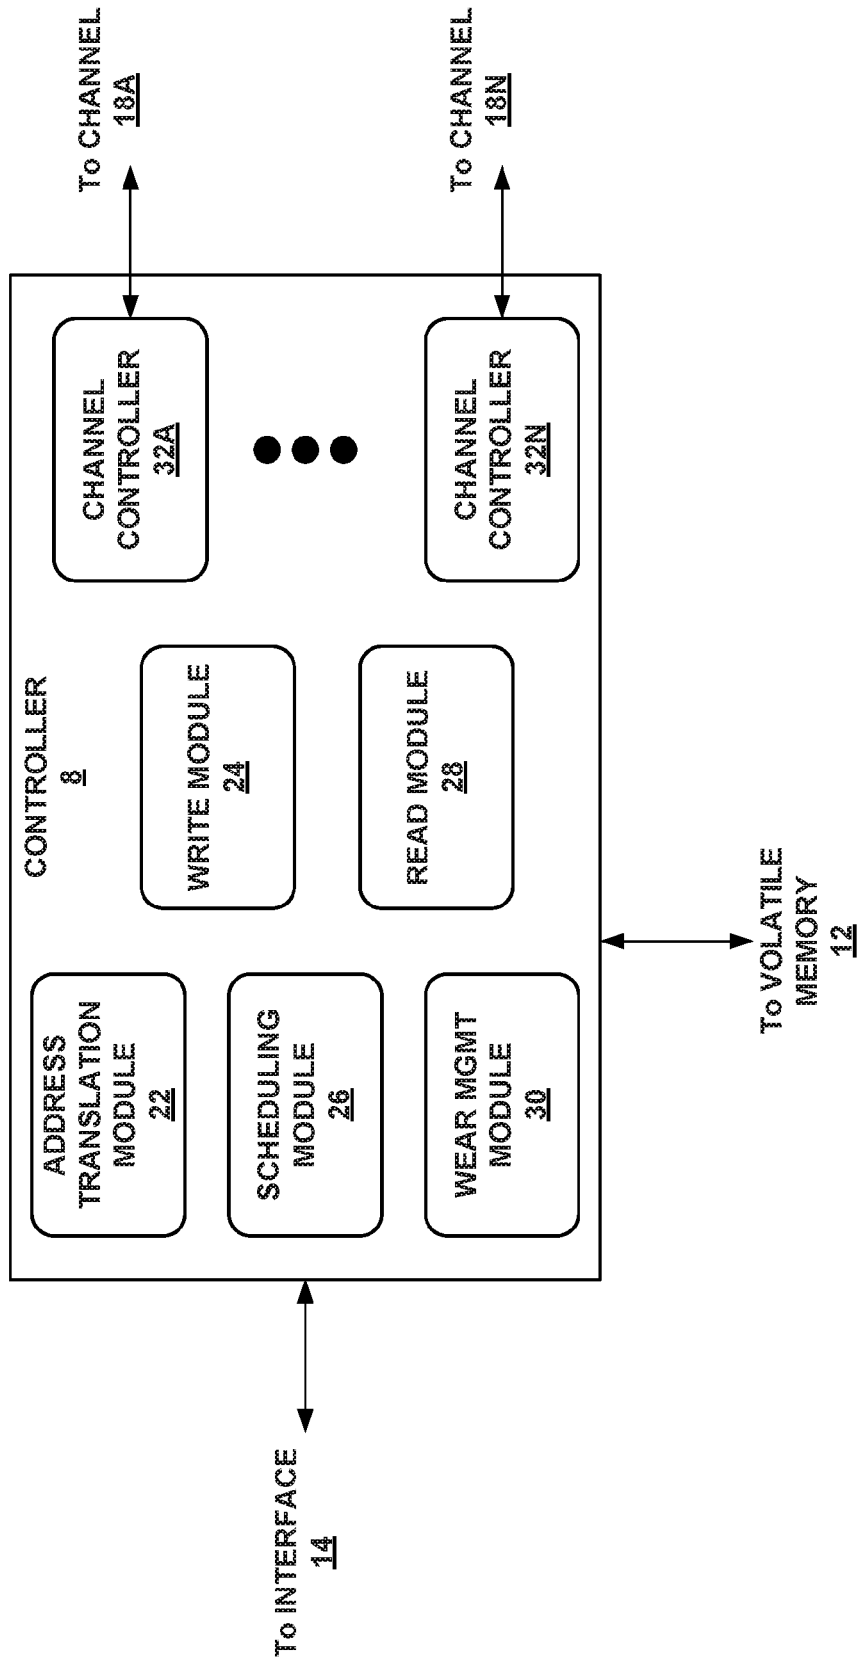 CONTROLLER
8
ADDRESS
TRANSLATION
MODULE
22
WRITE MODULE
24
CHANNEL
CONTROLLER
32A
To CHANNEL
18A
SCHEDULING
MODULE
26
To INTERFACE
14
READ MODULE
28
WEAR MGMT
MODULE
30
CHANNEL
CONTROLLER
32N
To CHANNEL
18N
To VOLATILE
MEMORY
12